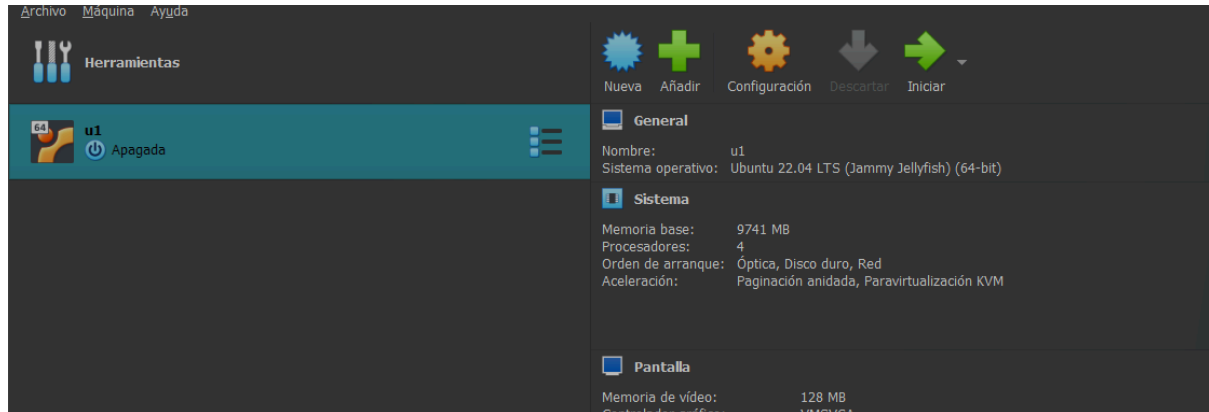 Archivo Máquina Ayuda
Herramientas
64
u1
Apagada
Nueva Añadir Configuración Descartar Iniciar
General
Nombre: u1
Sistema operativo: Ubuntu 22.04 LTS (Jammy Jellyfish) (64-bit)
Sistema
Memoria base: 9741 MB
Procesadores: 4
Orden de arranque: Óptica, Disco duro, Red
Aceleración: Paginación anidada, Paravirtualización KVM
Pantalla
Memoria de vídeo: 128 MB